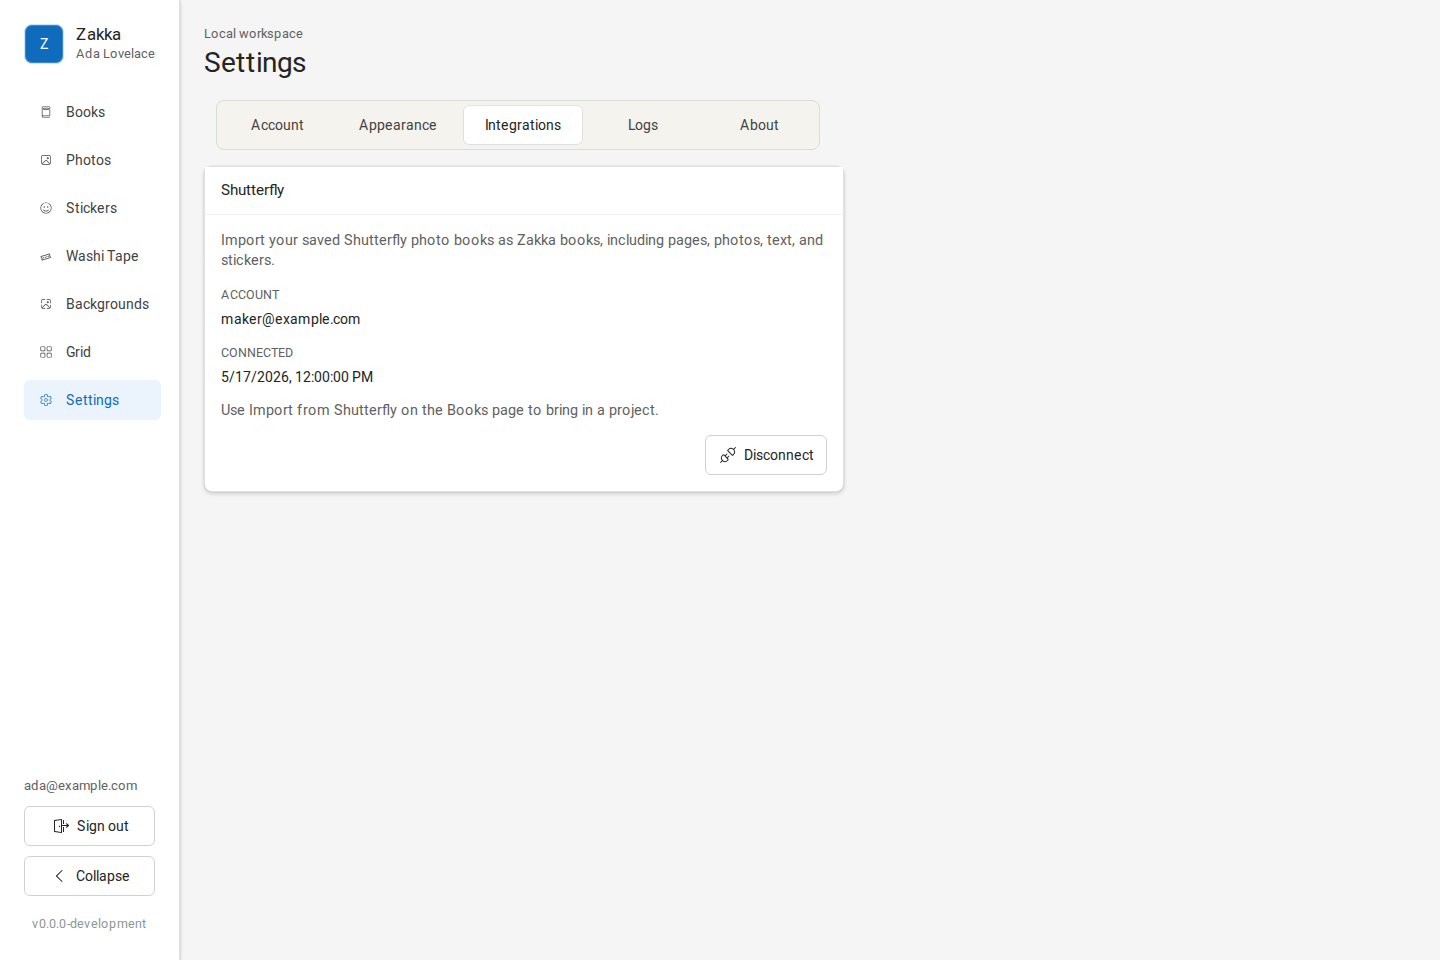 Z
Zakka
Ada Lovelace
Books
Photos
Stickers
Washi Tape
Backgrounds
Grid
Settings
ada@example.com
Sign out
Collapse
v0.0.0-development
Local workspace
Settings
Account Appearance Integrations Logs About
Shutterfly
Import your saved Shutterfly photo books as Zakka books, including pages, photos, text, and
stickers.
ACCOUNT
maker@example.com
CONNECTED
5/17/2026, 12:00:00 PM
Use Import from Shutterfly on the Books page to bring in a project.
Disconnect